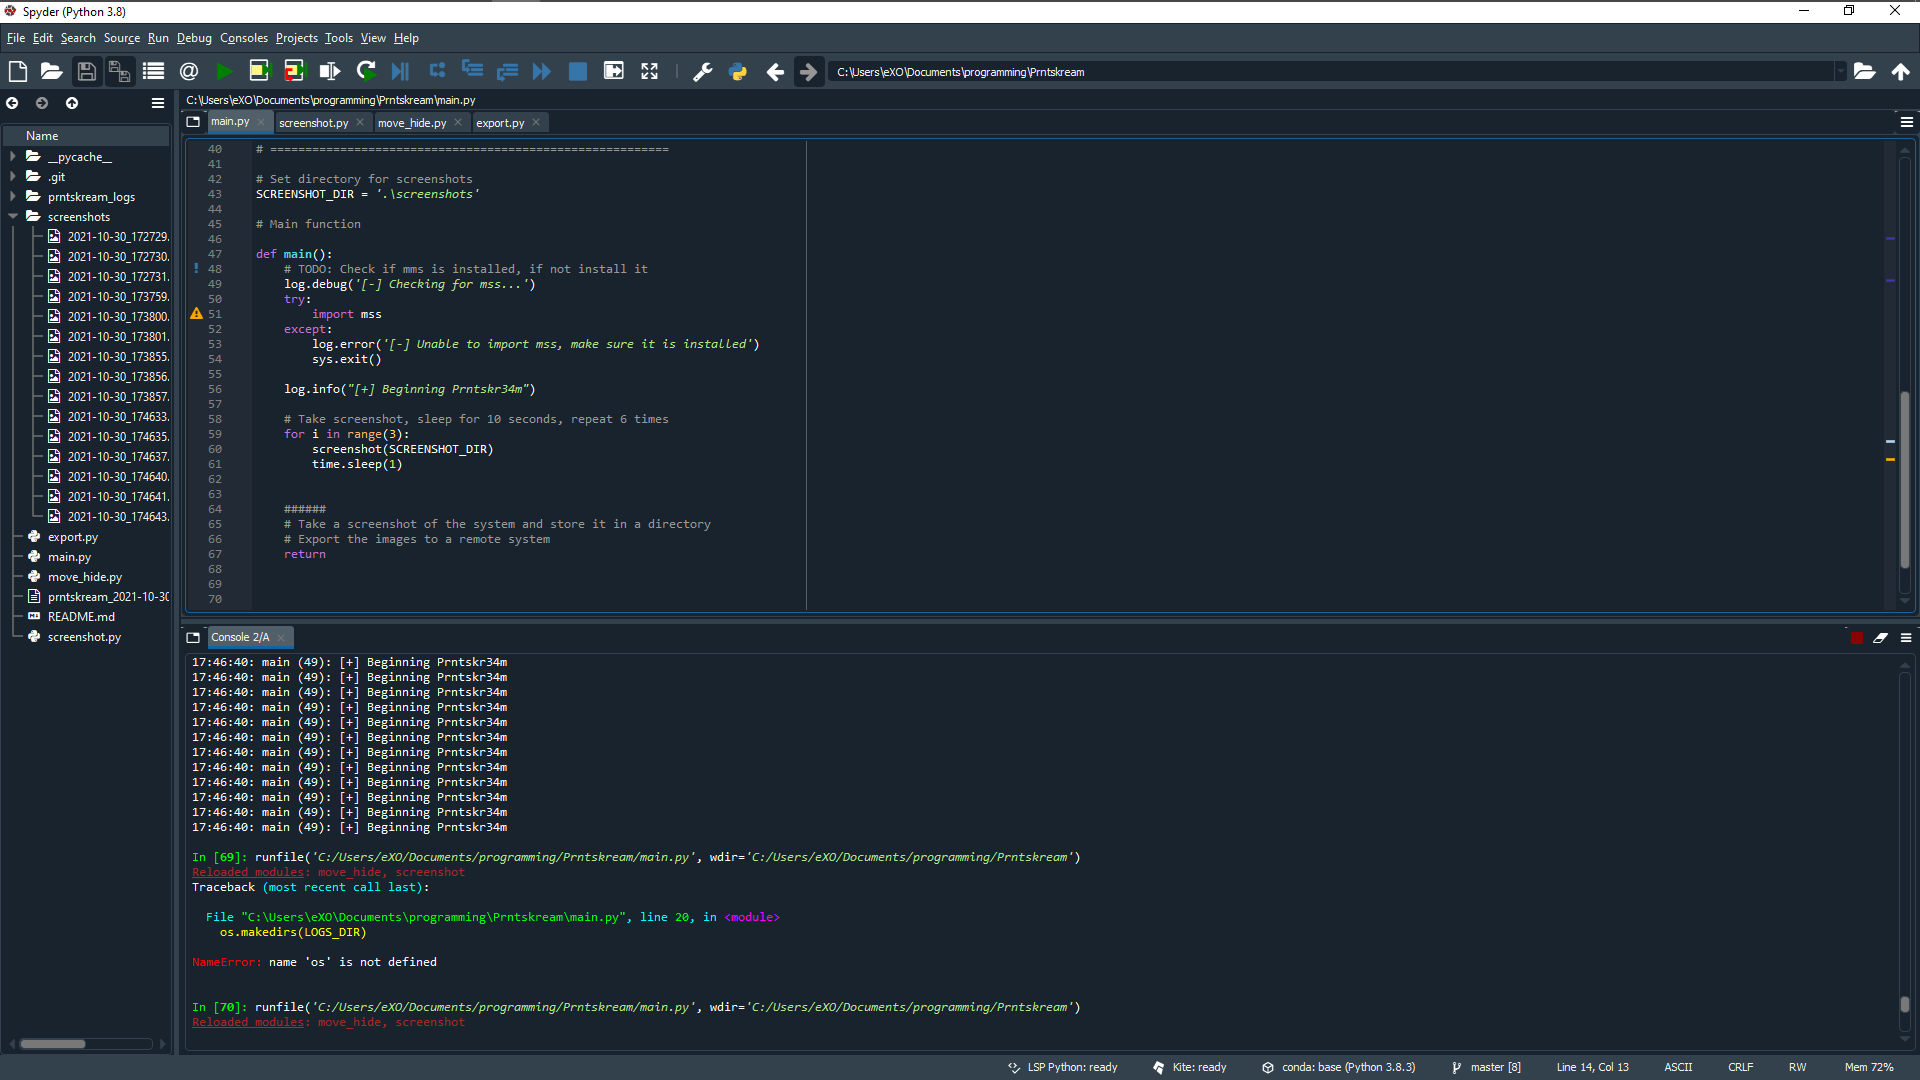 Spyder (Python 3.8)
File Edit Search Source Run Debug Consoles Projects Tools View Help
C:\Users\eXO\Documents\programming\Prntskream
C:\Users\eXO\Documents\programming\Prntskream\main.py
main.py screenshot.py move_hide.py export.py
Name
__pycache__
.git
prntskream_logs
screenshots
2021-10-30_172729.
2021-10-30_172730.
2021-10-30_172731.
2021-10-30_173759.
2021-10-30_173800.
2021-10-30_173801.
2021-10-30_173855.
2021-10-30_173856.
2021-10-30_173857.
2021-10-30_174633.
2021-10-30_174635.
2021-10-30_174637.
2021-10-30_174640.
2021-10-30_174641.
2021-10-30_174643.
export.py
main.py
move_hide.py
prntskream_2021-10-30
README.md
screenshot.py
40 # =========================================================
41
42 # Set directory for screenshots
43 SCREENSHOT_DIR = '.\screenshots'
44
45 # Main function
46
47 def main():
48 # TODO: Check if mms is installed, if not install it
49 log.debug('[-] Checking for mss...')
50 try:
51 import mss
52 except:
53 log.error('[-] Unable to import mss, make sure it is installed')
54 sys.exit()
55
56 log.info("[+] Beginning Prntskr34m")
57
58 # Take screenshot, sleep for 10 seconds, repeat 6 times
59 for i in range(3):
60 screenshot(SCREENSHOT_DIR)
61 time.sleep(1)
62
63
64 ######
65 # Take a screenshot of the system and store it in a directory
66 # Export the images to a remote system
67 return
68
69
70
Console 2/A
17:46:40: main (49): [+] Beginning Prntskr34m
17:46:40: main (49): [+] Beginning Prntskr34m
17:46:40: main (49): [+] Beginning Prntskr34m
17:46:40: main (49): [+] Beginning Prntskr34m
17:46:40: main (49): [+] Beginning Prntskr34m
17:46:40: main (49): [+] Beginning Prntskr34m
17:46:40: main (49): [+] Beginning Prntskr34m
17:46:40: main (49): [+] Beginning Prntskr34m
17:46:40: main (49): [+] Beginning Prntskr34m
17:46:40: main (49): [+] Beginning Prntskr34m
17:46:40: main (49): [+] Beginning Prntskr34m
17:46:40: main (49): [+] Beginning Prntskr34m
In [69]: runfile('C:/Users/eXO/Documents/programming/Prntskream/main.py', wdir='C:/Users/eXO/Documents/programming/Prntskream')
Reloaded modules: move_hide, screenshot
Traceback (most recent call last):
File "C:\Users\eXO\Documents\programming\Prntskream\main.py", line 20, in <module>
os.makedirs(LOGS_DIR)
NameError: name 'os' is not defined
In [70]: runfile('C:/Users/eXO/Documents/programming/Prntskream/main.py', wdir='C:/Users/eXO/Documents/programming/Prntskream')
Reloaded modules: move_hide, screenshot
LSP Python: ready Kite: ready conda: base (Python 3.8.3) master [8] Line 14, Col 13 ASCII CRLF RW Mem 72%